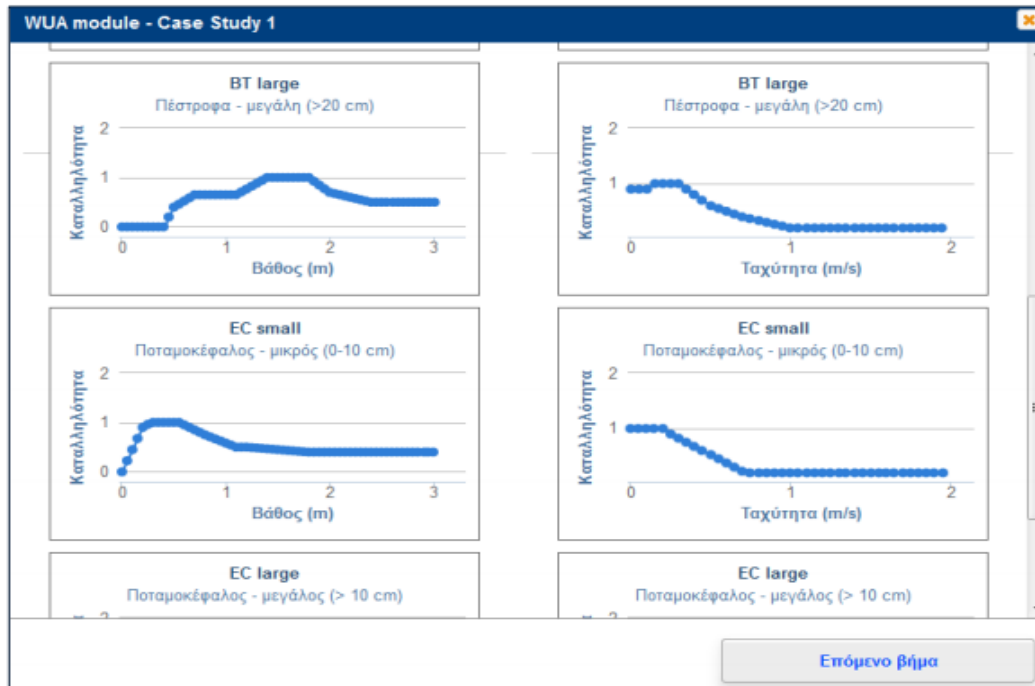 WUA module - Case Study 1
BT large
Πέστροφα - μεγάλη (>20 cm)
Καταλληλότητα
2
1
0
0
1
2
3
Βάθος (m)
BT large
Πέστροφα - μεγάλη (>20 cm)
Καταλληλότητα
2
1
0
1
2
Ταχύτητα (m/s)
EC small
Ποταμοκέφαλος - μικρός (0-10 cm)
Καταλληλότητα
2
1
0
0
1
2
3
Βάθος (m)
EC small
Ποταμοκέφαλος - μικρός (0-10 cm)
Καταλληλότητα
2
1
0
1
2
Ταχύτητα (m/s)
EC large
Ποταμοκέφαλος - μεγάλος (> 10 cm)
2
EC large
Ποταμοκέφαλος - μεγάλος (> 10 cm)
2
Επόμενο βήμα